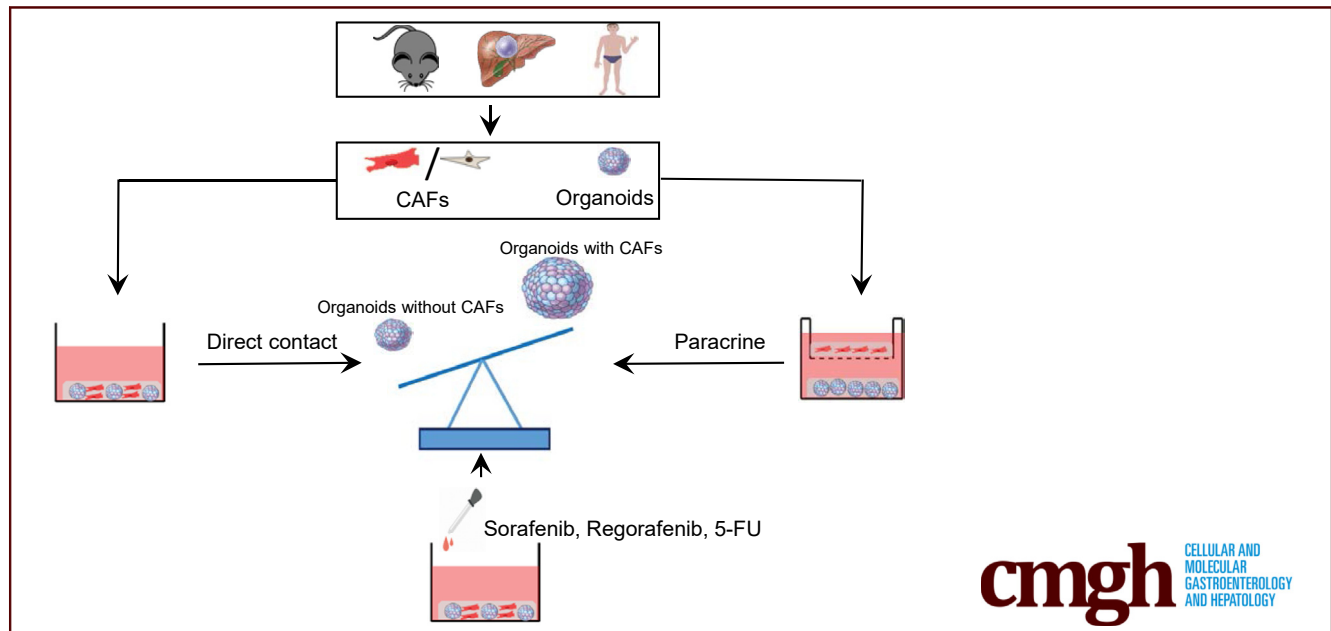 CAFs
Organoids
Organoids with CAFs
Organoids without CAFs
Direct contact
Paracrine
Sorafenib, Regorafenib, 5-FU
cmgh
CELLULAR AND
MOLECULAR
GASTROENTEROLOGY
AND HEPATOLOGY